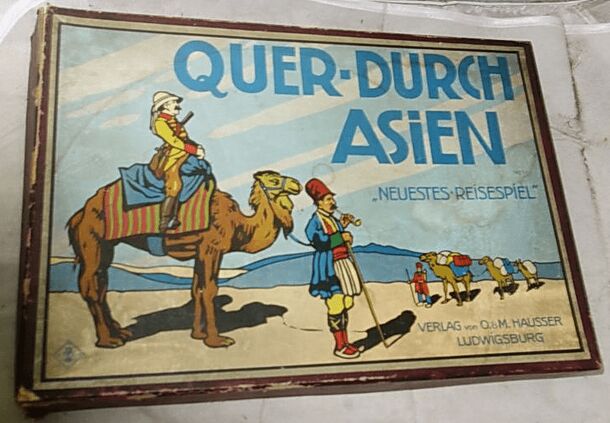 QUER-DURCH
ASiEN
„NEUESTES·REISESPIEL"
VERLAG von O.&M. HAUSSER
LUDWiGSBURG